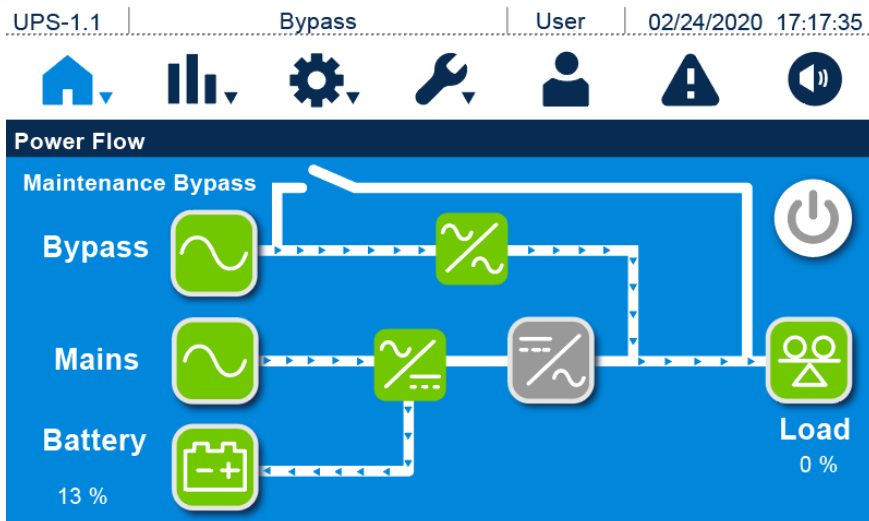 UPS-1.1 Bypass User 02/24/2020 17:17:35
Power Flow
Maintenance Bypass
Bypass
Mains
Battery
13 %
Load
0 %